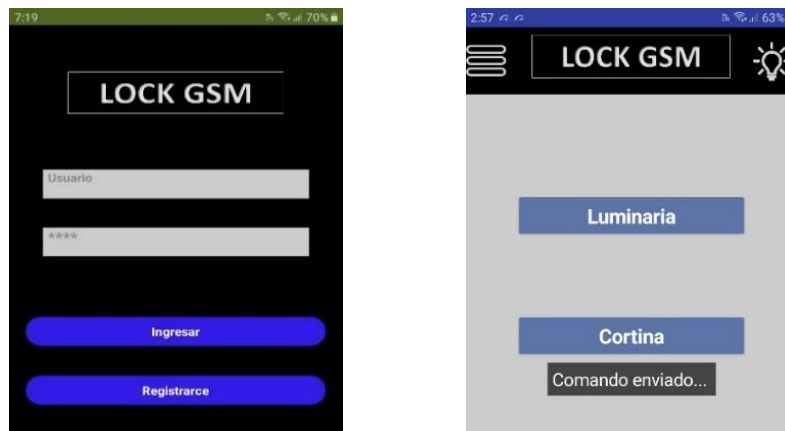 7:19
70%
LOCK GSM
Usuario
****
Ingresar
Registrarce
2:57
63%
LOCK GSM
Luminaria
Cortina
Comando enviado...